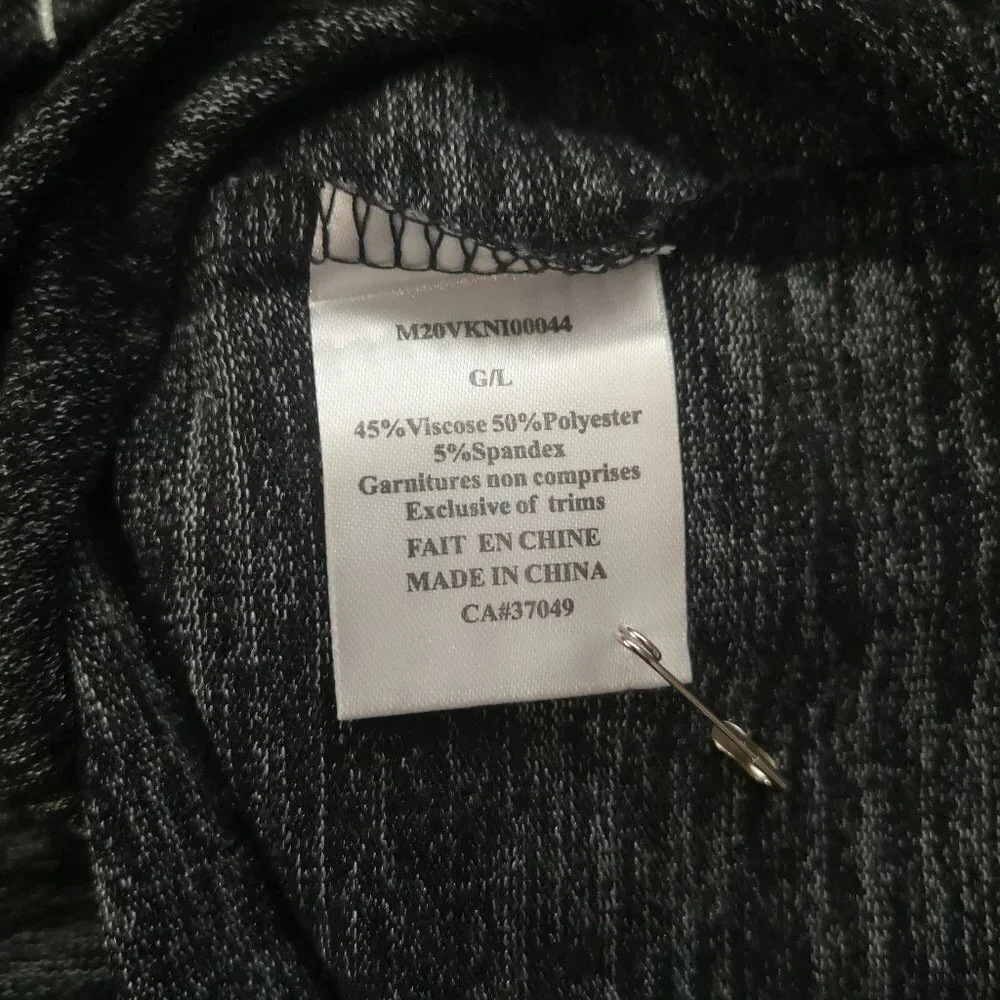 M20VKNI00044
G/L
45%Viscose 50%Polyester
5%Spandex
Garnitures non comprises
Exclusive of trims
FAIT EN CHINE
MADE IN CHINA
CA#37049